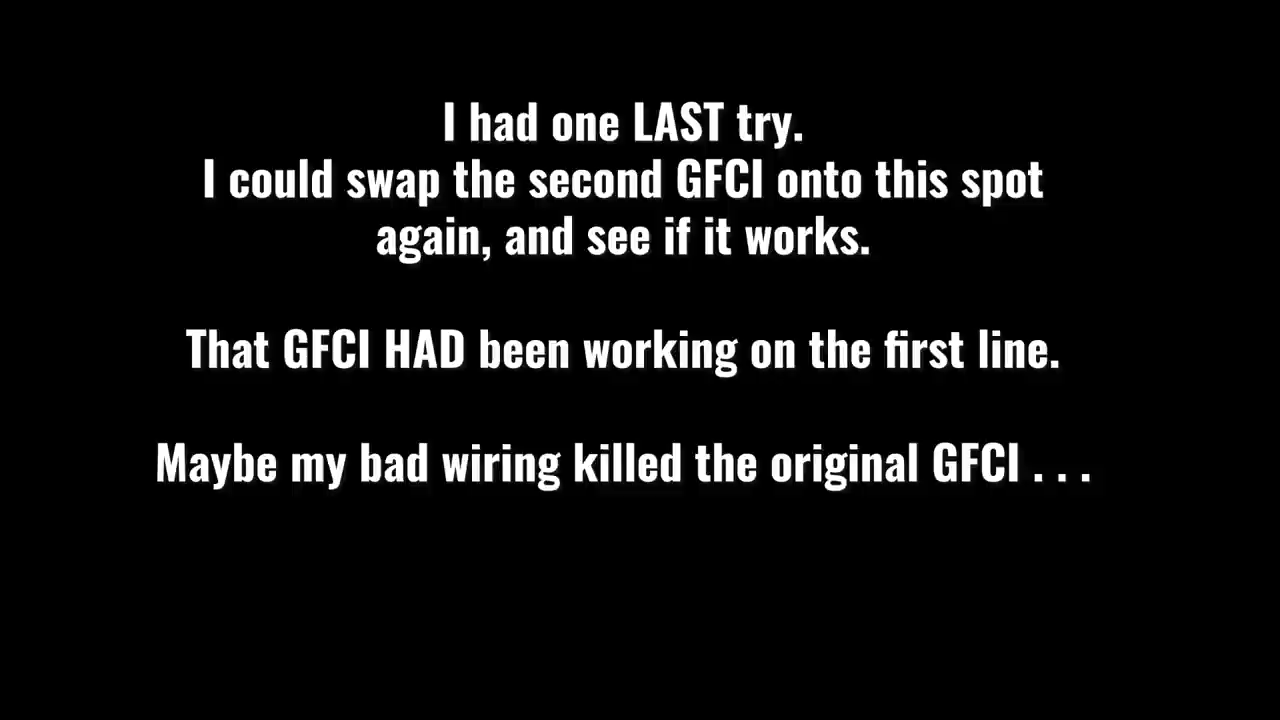 I had one LAST try.
I could swap the second GFCI onto this spot
again, and see if it works.
That GFCI HAD been working on the first line.
Maybe my bad wiring killed the original GFCI . . .